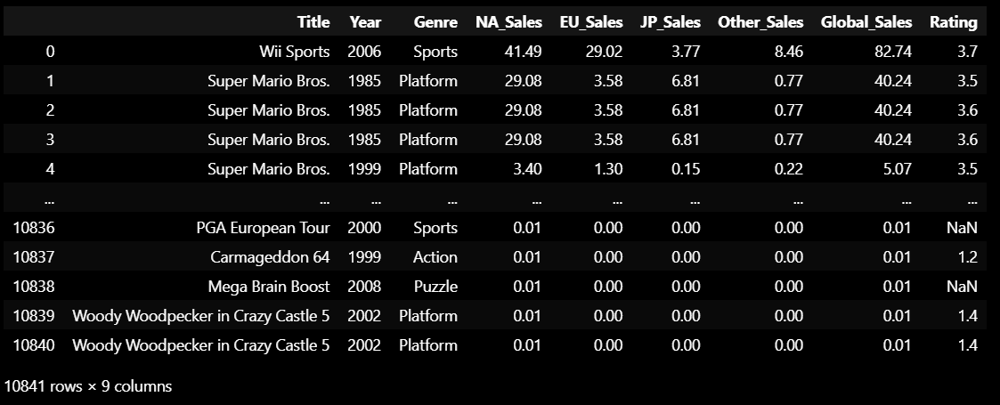 Title Year Genre NA_Sales EU_Sales JP_Sales Other_Sales Global_Sales Rating
0 Wii Sports 2006 Sports 41.49 29.02 3.77 8.46 82.74 3.7
1 Super Mario Bros. 1985 Platform 29.08 3.58 6.81 0.77 40.24 3.5
2 Super Mario Bros. 1985 Platform 29.08 3.58 6.81 0.77 40.24 3.6
3 Super Mario Bros. 1985 Platform 29.08 3.58 6.81 0.77 40.24 3.6
4 Super Mario Bros. 1999 Platform 3.40 1.30 0.15 0.22 5.07 3.5
... ... ... ... ... ... ... ... ... ...
10836 PGA European Tour 2000 Sports 0.01 0.00 0.00 0.00 0.01 NaN
10837 Carmageddon 64 1999 Action 0.01 0.00 0.00 0.00 0.01 1.2
10838 Mega Brain Boost 2008 Puzzle 0.01 0.00 0.00 0.00 0.01 NaN
10839 Woody Woodpecker in Crazy Castle 5 2002 Platform 0.01 0.00 0.00 0.00 0.01 1.4
10840 Woody Woodpecker in Crazy Castle 5 2002 Platform 0.01 0.00 0.00 0.00 0.01 1.4
10841 rows × 9 columns